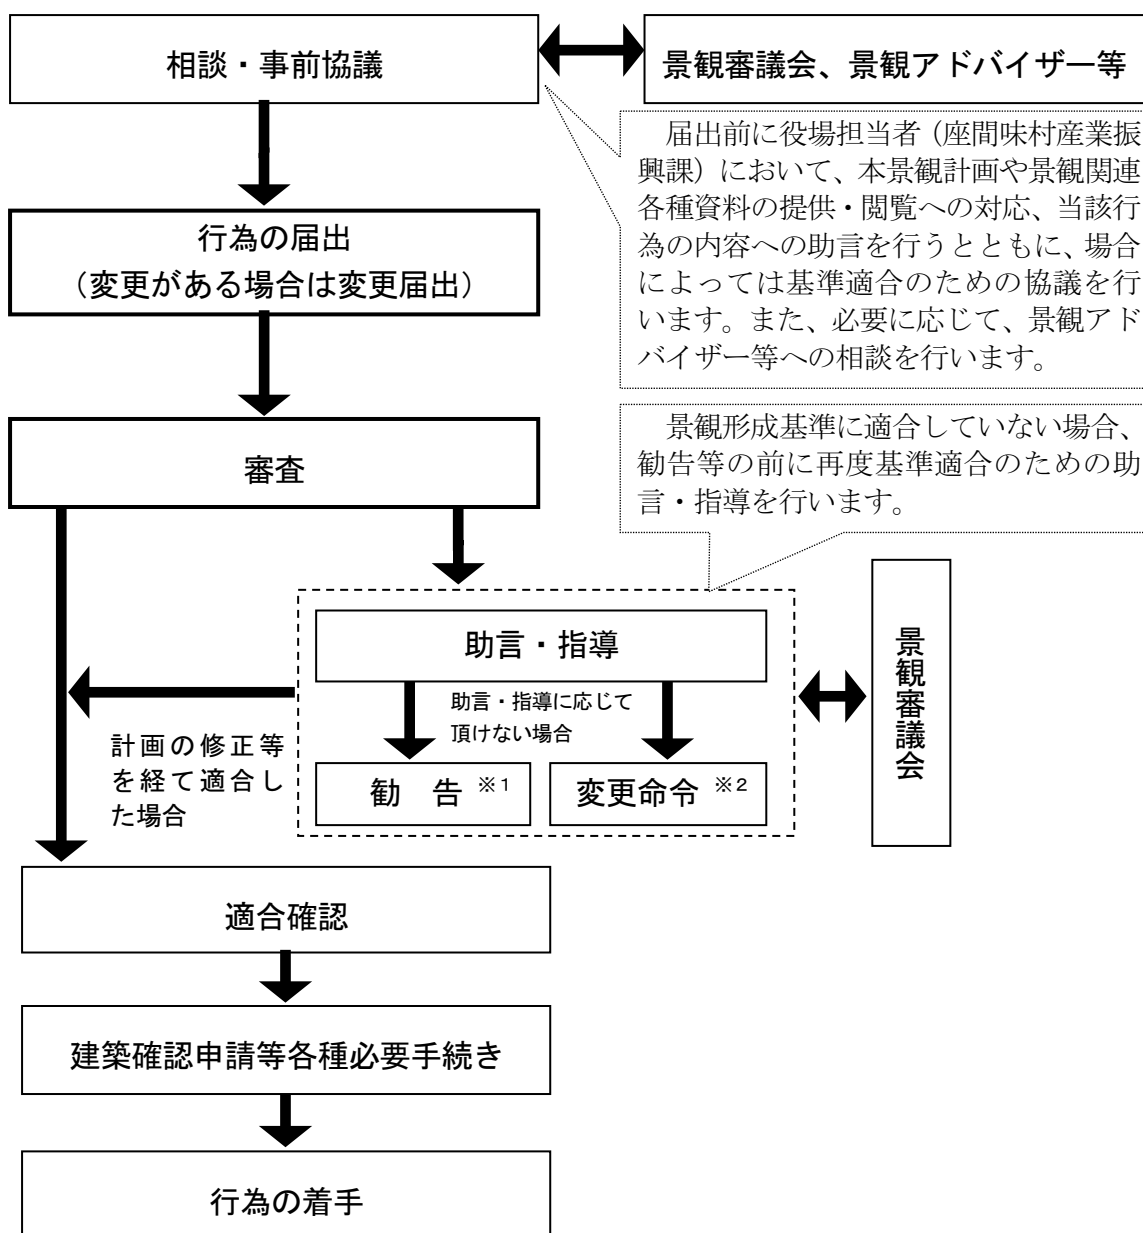 相談・事前協議
景観審議会、景観アドバイザー等
届出前に役場担当者（座間味村産業振
興課）において、本景観計画や景観関連
各種資料の提供・閲覧への対応、当該行
為の内容への助言を行うとともに、場合
によっては基準適合のための協議を行
います。また、必要に応じて、景観アド
バイザー等への相談を行います。
行為の届出
（変更がある場合は変更届出）
審査
景観形成基準に適合していない場合、
勧告等の前に再度基準適合のための助
言・指導を行います。
助言・指導
助言・指導に応じて
頂けない場合
勧　告 ※1
変更命令 ※2
景観審議会
計画の修正等
を経て適合し
た場合
適合確認
建築確認申請等各種必要手続き
行為の着手